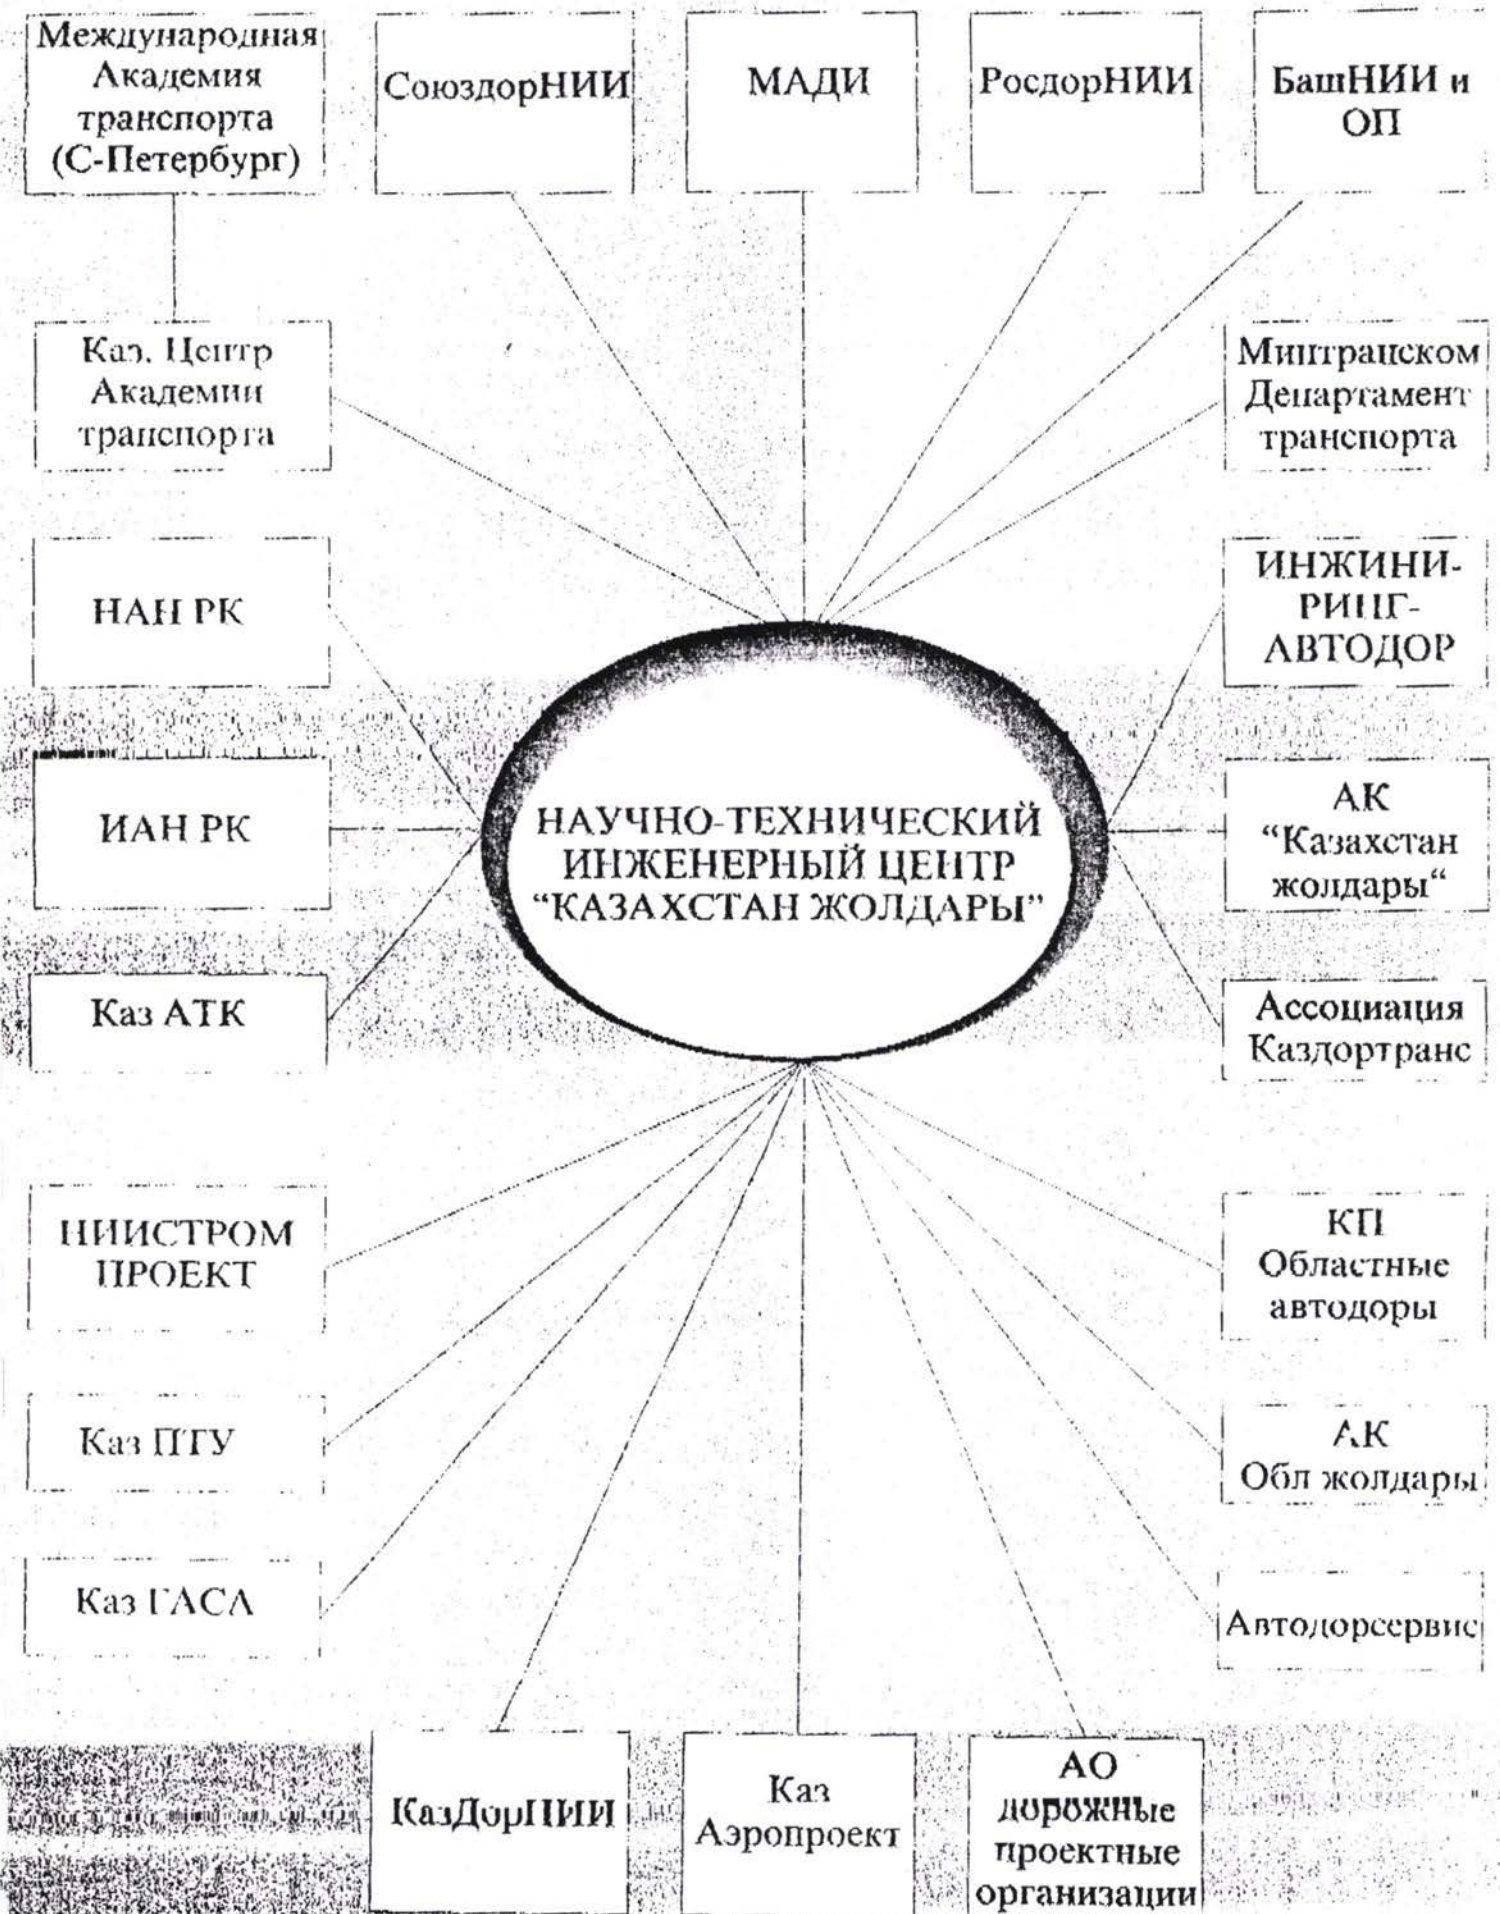 Международная
Академия
транспорта
(С-Петербург)
СоюздорНИИ
МАДИ
РосдорНИИ
БашНИИ и
ОП
Каз. Центр
Академии
транспорта
Минтранском
Департамент
транспорта
НАН РК
ИНЖИНИ-
РИНГ-
АВТОДОР
ИАН РК
НАУЧНО-ТЕХНИЧЕСКИЙ
ИНЖЕНЕРНЫЙ ЦЕНТР
“КАЗАХСТАН ЖОЛДАРЫ”
АК
“Казахстан
жолдары“
Каз АТК
Ассоциация
Каздортранс
НИИСТРОМ
ПРОЕКТ
КП
Областные
автодоры
Каз ПТУ
АК
Обл жолдары
Каз ГАСА
Автодорсервис
КазДорНИИ
Каз
Аэропроект
АО
дорожные
проектные
организации